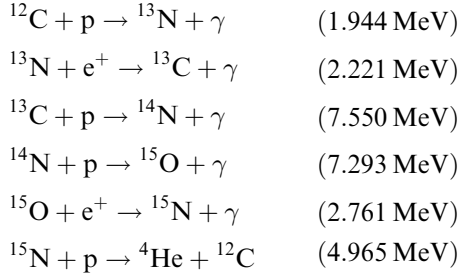 ¹²C + p → ¹³N + γ (1.944 MeV)
¹³N + e⁺ → ¹³C + γ (2.221 MeV)
¹³C + p → ¹⁴N + γ (7.550 MeV)
¹⁴N + p → ¹⁵O + γ (7.293 MeV)
¹⁵O + e⁺ → ¹⁵N + γ (2.761 MeV)
¹⁵N + p → ⁴He + ¹²C (4.965 MeV)